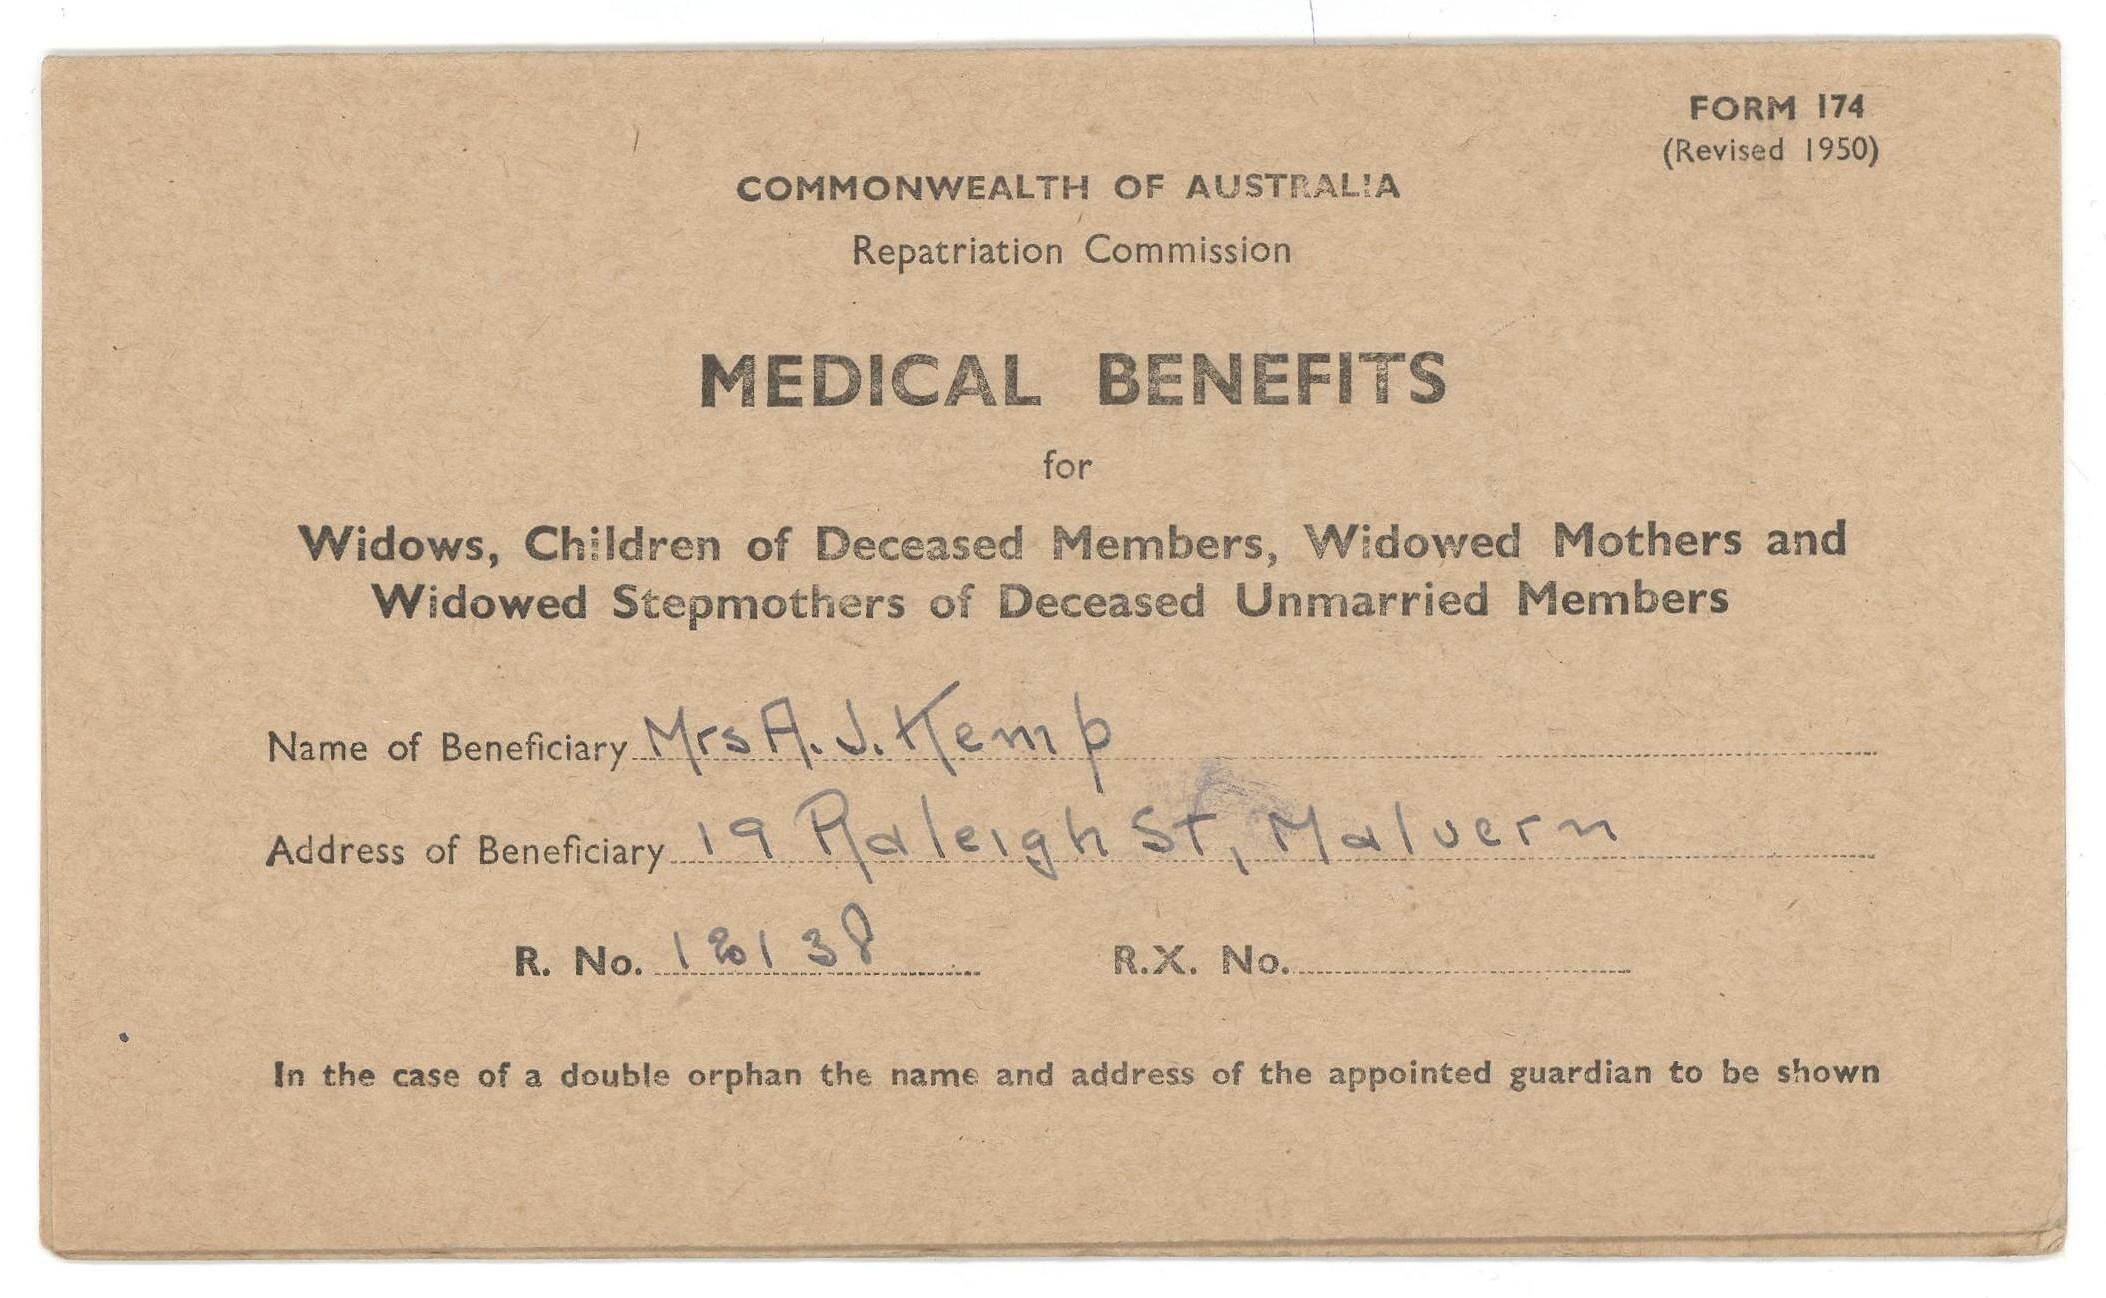 FORM 174
(Revised 1950)
COMMONWEALTH OF AUSTRALIA
Repatriation Commission
MEDICAL BENEFITS
for
Widows, Children of Deceased Members, Widowed Mothers and
Widowed Stepmothers of Deceased Unmarried Members
Name of Beneficiary Mrs A. J. Kemp
Address of Beneficiary 19 Raleigh St, Malvern
R. No. 18138 R.X. No.
In the case of a double orphan the name and address of the appointed guardian to be shown